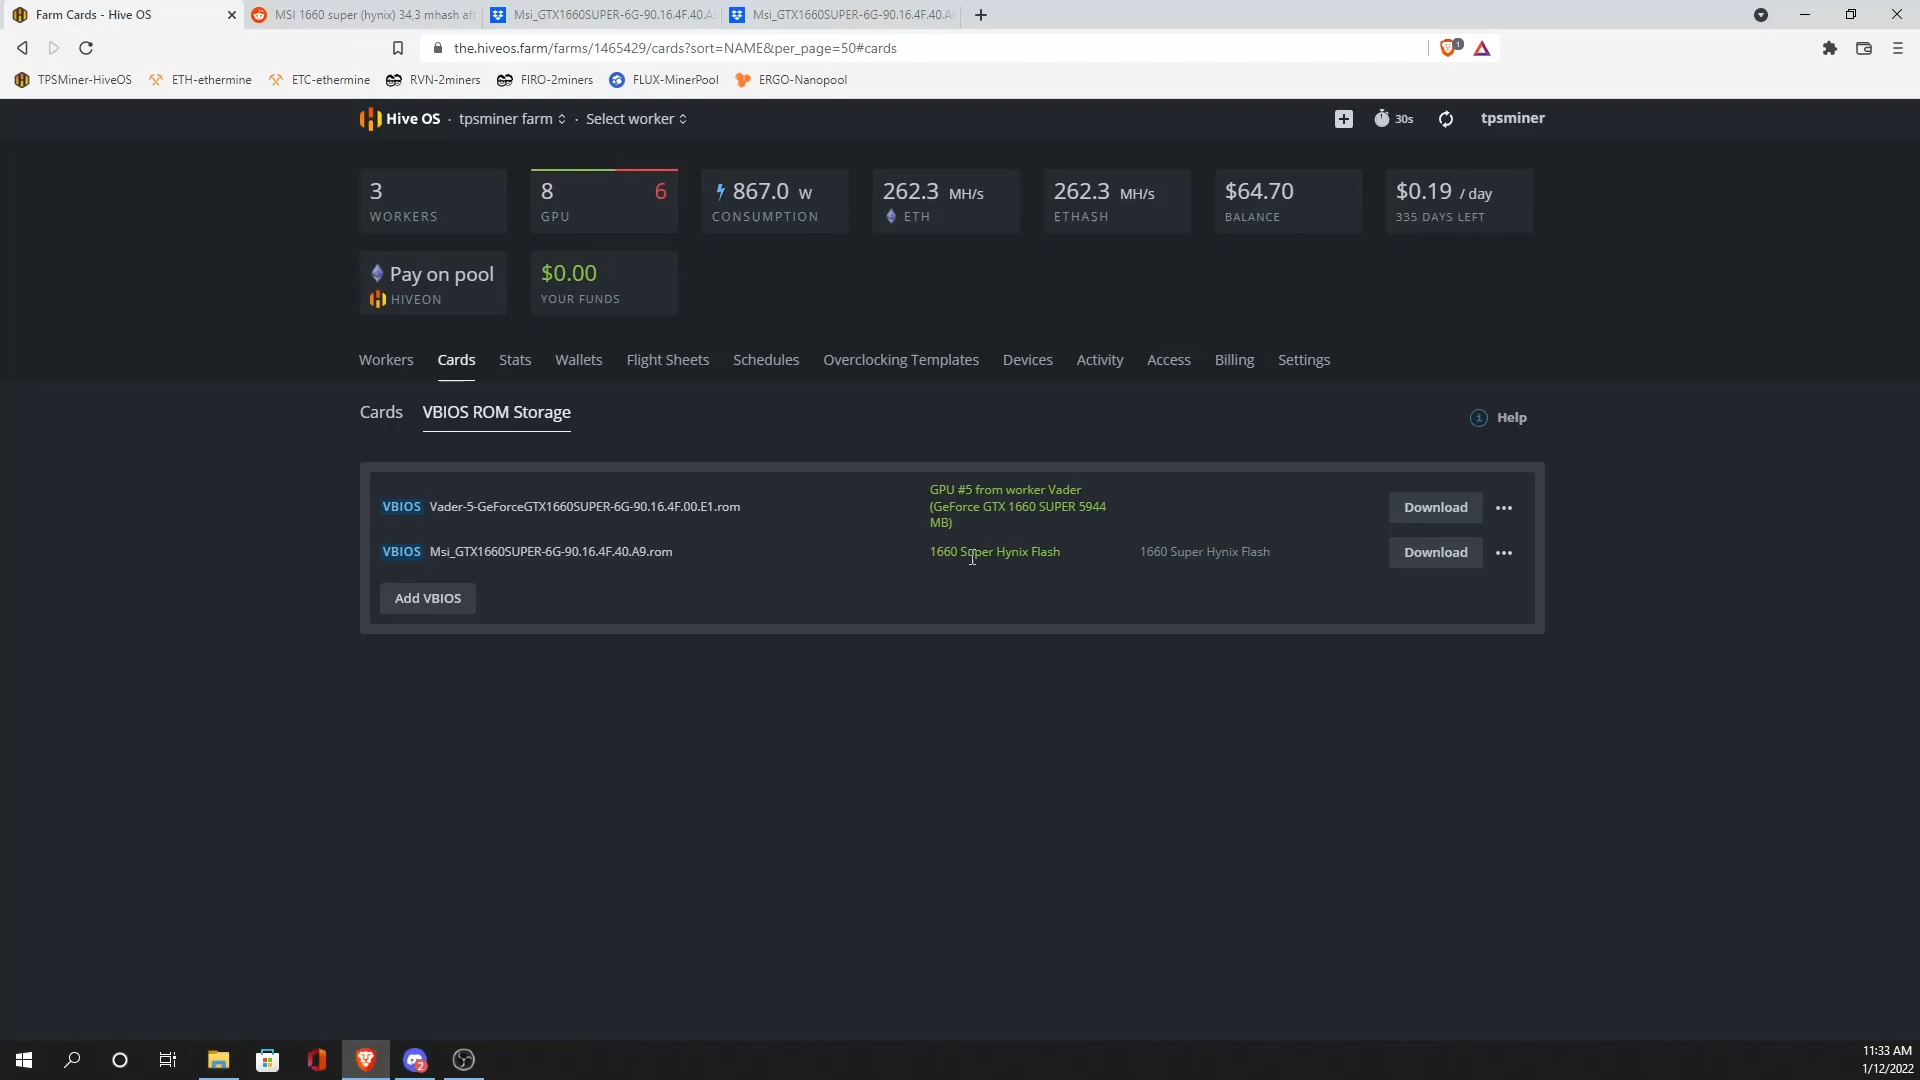 Farm Cards - Hive OS
MSI 1660 super (hynix) 34,3 mhash af
Msi_GTX1660SUPER-6G-90.16.4F.40.A
Msi_GTX1660SUPER-6G-90.16.4F.40.A
the.hiveos.farm/farms/1465429/cards?sort=NAME&per_page=50#cards
1
TPSMiner-HiveOS
ETH-ethermine
ETC-ethermine
RVN-2miners
FIRO-2miners
FLUX-MinerPool
ERGO-Nanopool
Hive OS · tpsminer farm · Select worker
30s
tpsminer
3
WORKERS
8 6
GPU
867.0 W
CONSUMPTION
262.3 MH/s
ETH
262.3 MH/s
ETHASH
$64.70
BALANCE
$0.19 / day
335 DAYS LEFT
Pay on pool
HIVEON
$0.00
YOUR FUNDS
Workers Cards Stats Wallets Flight Sheets Schedules Overclocking Templates Devices Activity Access Billing Settings
Cards VBIOS ROM Storage
Help
VBIOS Vader-5-GeForceGTX1660SUPER-6G-90.16.4F.00.E1.rom
GPU #5 from worker Vader
(GeForce GTX 1660 SUPER 5944
MB)
Download
VBIOS Msi_GTX1660SUPER-6G-90.16.4F.40.A9.rom
1660 Super Hynix Flash
1660 Super Hynix Flash
Download
Add VBIOS
2
11:33 AM
1/12/2022